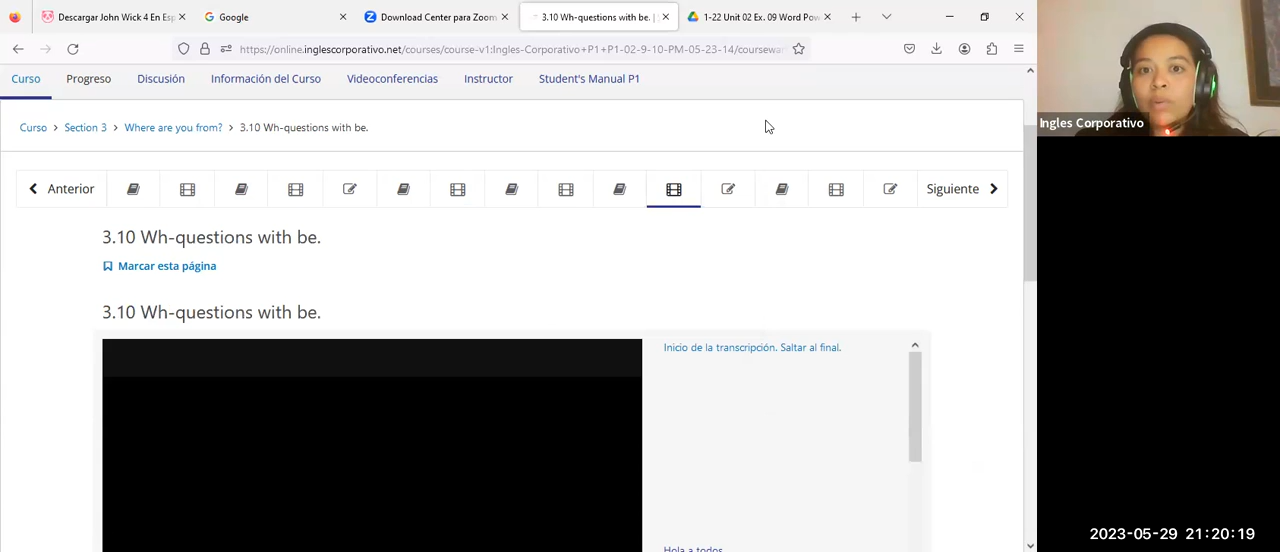 Descargar John Wick 4 En Esp
Google
Download Center para Zoom
3.10 Wh-questions with be. |
1-22 Unit 02 Ex. 09 Word Pow
https://online.inglescorporativo.net/courses/course-v1:Ingles-Corporativo+P1+P1-02-9-10-PM-05-23-14/coursewa
Curso
Progreso
Discusión
Información del Curso
Videoconferencias
Instructor
Student's Manual P1
Ingles Corporativo
Curso > Section 3 > Where are you from? > 3.10 Wh-questions with be.
Anterior
Siguiente
3.10 Wh-questions with be.
Marcar esta página
3.10 Wh-questions with be.
Inicio de la transcripción. Saltar al final.
Hola a todos
2023-05-29 21:20:19